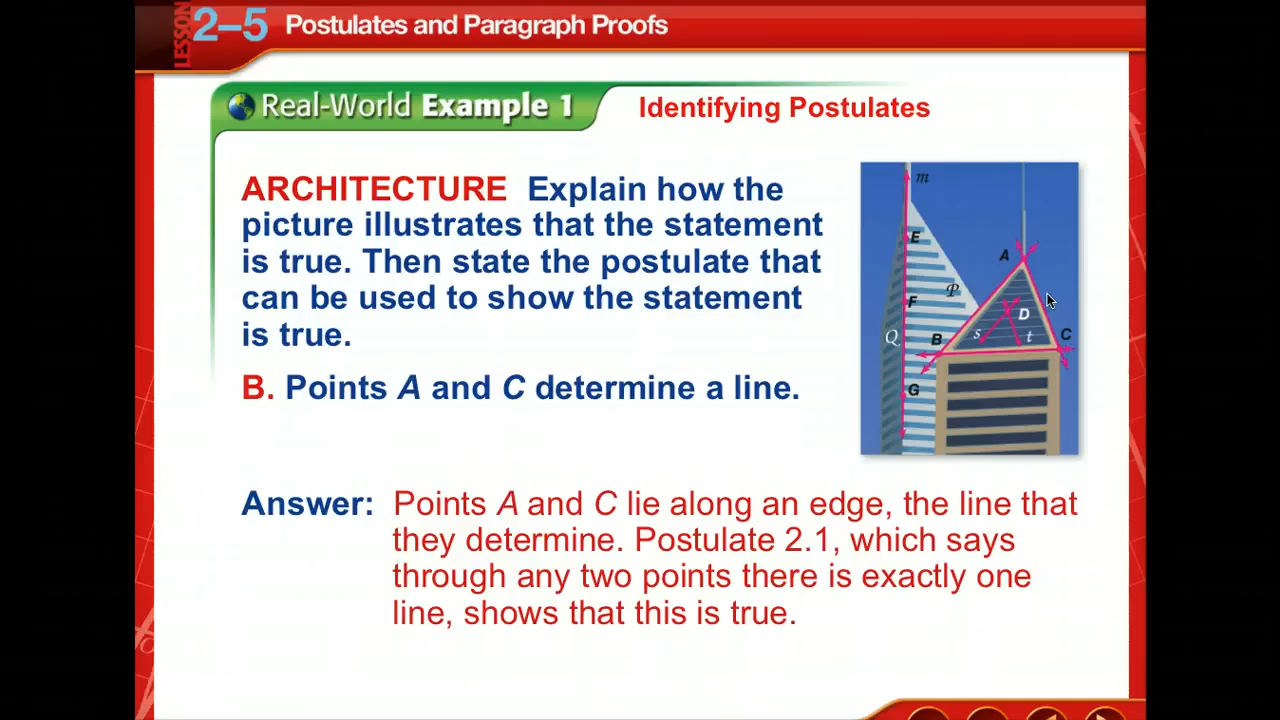 LESSON 2–5 Postulates and Paragraph Proofs
Real-World Example 1 Identifying Postulates
ARCHITECTURE Explain how the
picture illustrates that the statement
is true. Then state the postulate that
can be used to show the statement
is true.
B. Points A and C determine a line.
m
E
A
P
F
D
Q
B
s
t
C
G
Answer: Points A and C lie along an edge, the line that
they determine. Postulate 2.1, which says
through any two points there is exactly one
line, shows that this is true.